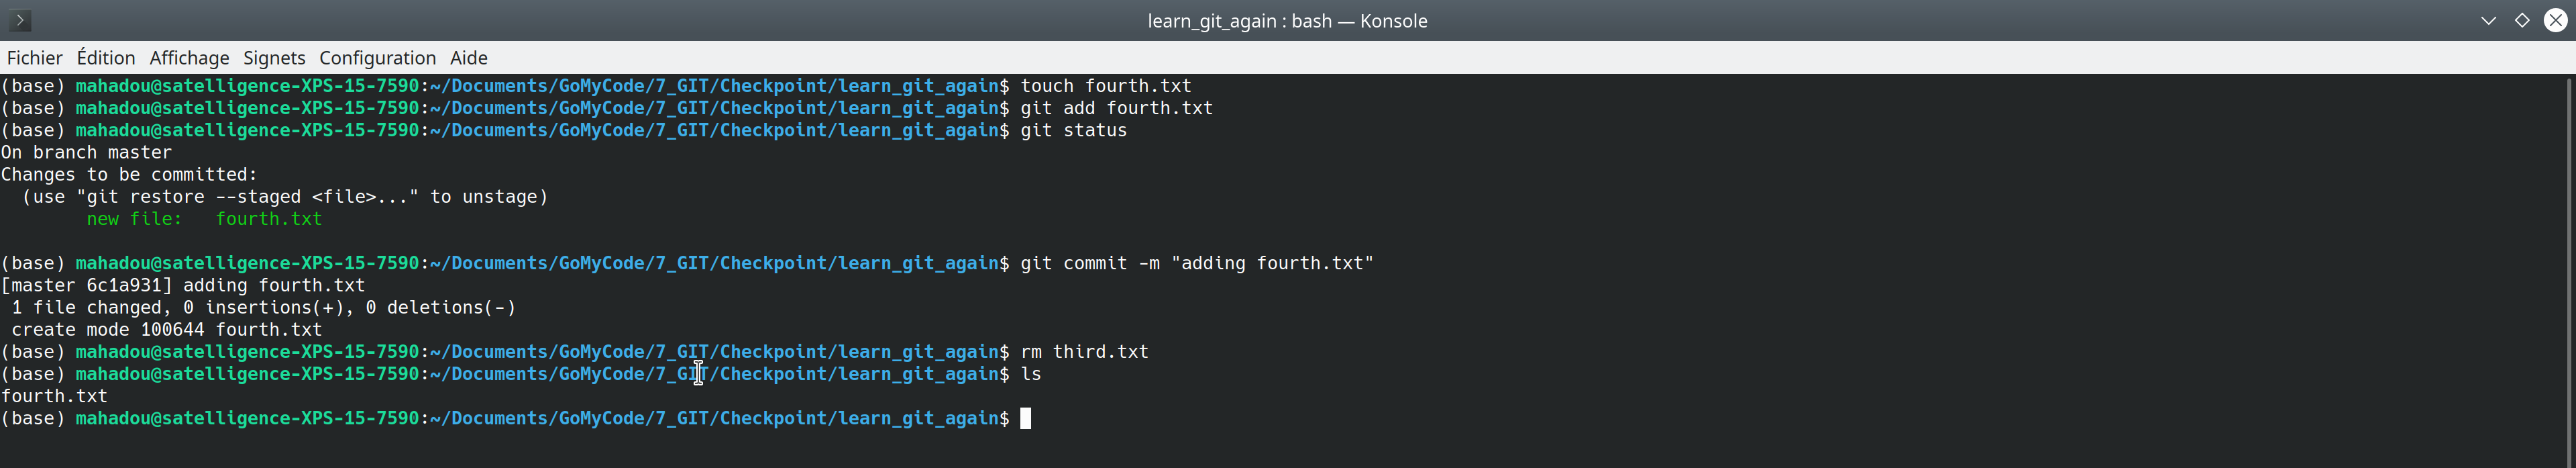 learn_git_again : bash — Konsole
Fichier Édition Affichage Signets Configuration Aide
(base) mahadou@satelligence-XPS-15-7590:~/Documents/GoMyCode/7_GIT/Checkpoint/learn_git_again$ touch fourth.txt
(base) mahadou@satelligence-XPS-15-7590:~/Documents/GoMyCode/7_GIT/Checkpoint/learn_git_again$ git add fourth.txt
(base) mahadou@satelligence-XPS-15-7590:~/Documents/GoMyCode/7_GIT/Checkpoint/learn_git_again$ git status
On branch master
Changes to be committed:
  (use "git restore --staged <file>..." to unstage)
        new file:   fourth.txt

(base) mahadou@satelligence-XPS-15-7590:~/Documents/GoMyCode/7_GIT/Checkpoint/learn_git_again$ git commit -m "adding fourth.txt"
[master 6c1a931] adding fourth.txt
 1 file changed, 0 insertions(+), 0 deletions(-)
 create mode 100644 fourth.txt
(base) mahadou@satelligence-XPS-15-7590:~/Documents/GoMyCode/7_GIT/Checkpoint/learn_git_again$ rm third.txt
(base) mahadou@satelligence-XPS-15-7590:~/Documents/GoMyCode/7_GIT/Checkpoint/learn_git_again$ ls
fourth.txt
(base) mahadou@satelligence-XPS-15-7590:~/Documents/GoMyCode/7_GIT/Checkpoint/learn_git_again$